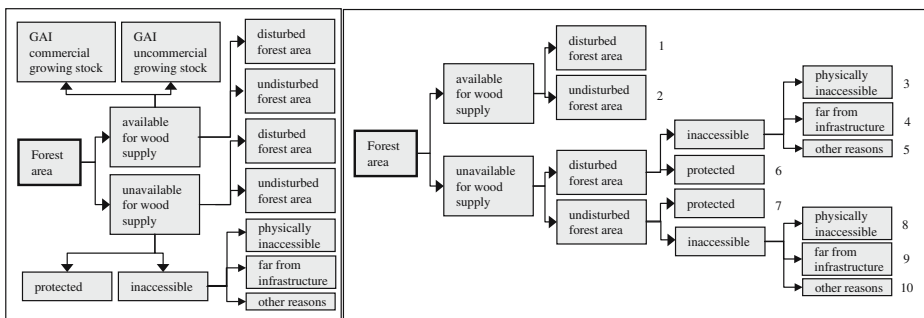 GAI
commercial
growing stock
GAI
uncommercial
growing stock
disturbed
forest area
undisturbed
forest area
available
for wood
supply
disturbed
forest area
Forest
area
unavailable
for wood
supply
undisturbed
forest area
physically
inaccessible
protected
inaccessible
far from
infrastructure
other reasons
Forest
area
available
for wood
supply
disturbed
forest area
1
undisturbed
forest area
2
unavailable
for wood
supply
disturbed
forest area
inaccessible
physically
inaccessible
3
far from
infrastructure
4
other reasons
5
protected
6
undisturbed
forest area
protected
7
inaccessible
physically
inaccessible
8
far from
infrastructure
9
other reasons
10